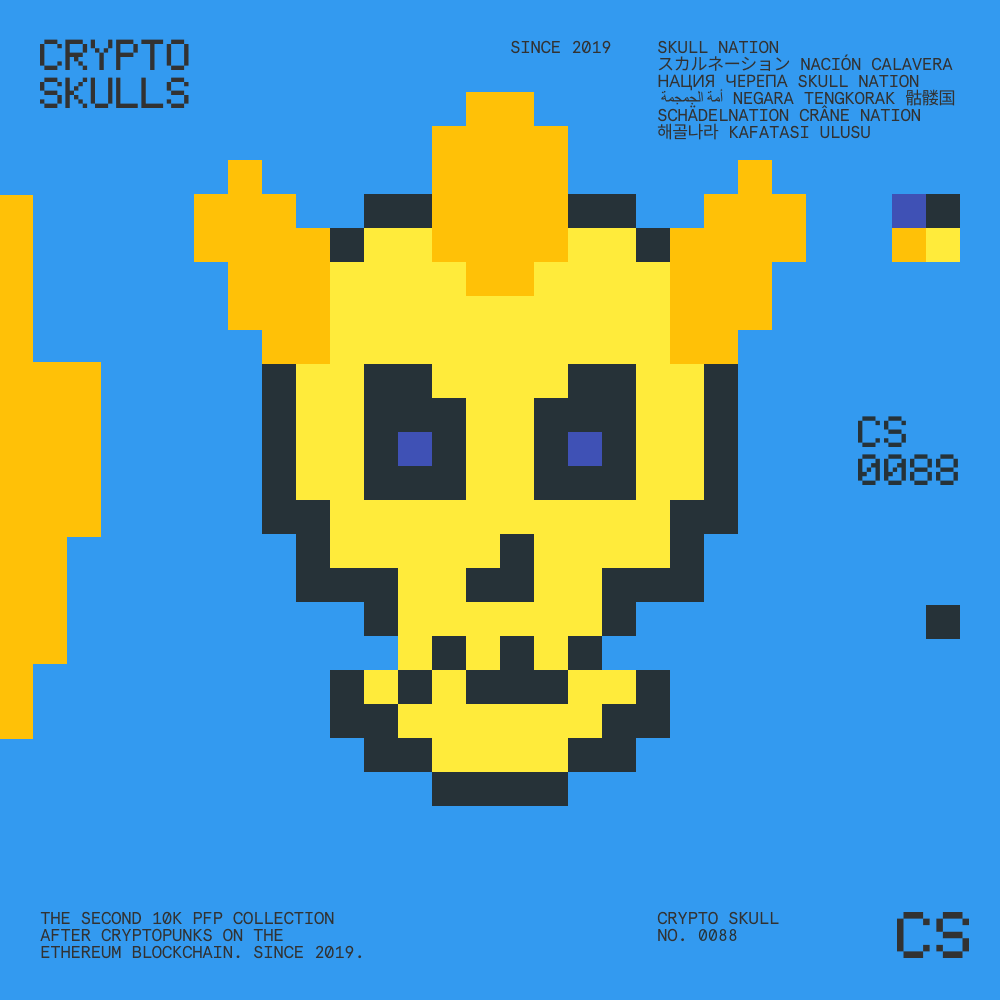 CRYPTO
SKULLS
SINCE 2019
SKULL NATION
スカルネーション NACIÓN CALAVERA
НАЦИЯ ЧЕРЕПА SKULL NATION
أمة الجمجمة NEGARA TENGKORAK 骷髅国
SCHÄDELNATION CRÂNE NATION
해골나라 KAFATASI ULUSU
CS
0088
THE SECOND 10K PFP COLLECTION
AFTER CRYPTOPUNKS ON THE
ETHEREUM BLOCKCHAIN. SINCE 2019.
CRYPTO SKULL
NO. 0088
CS